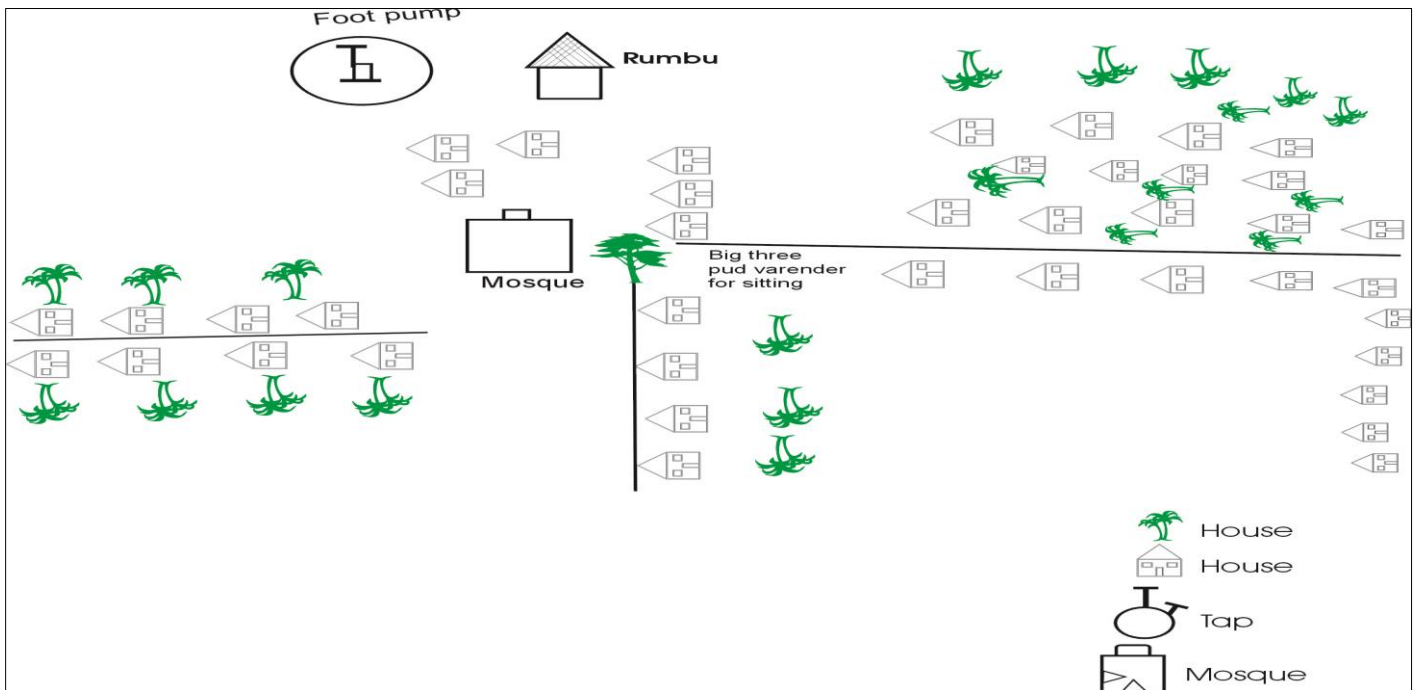 Foot pump
Rumbu
Mosque
Big three
pud varender
for sitting
House
House
Tap
Mosque